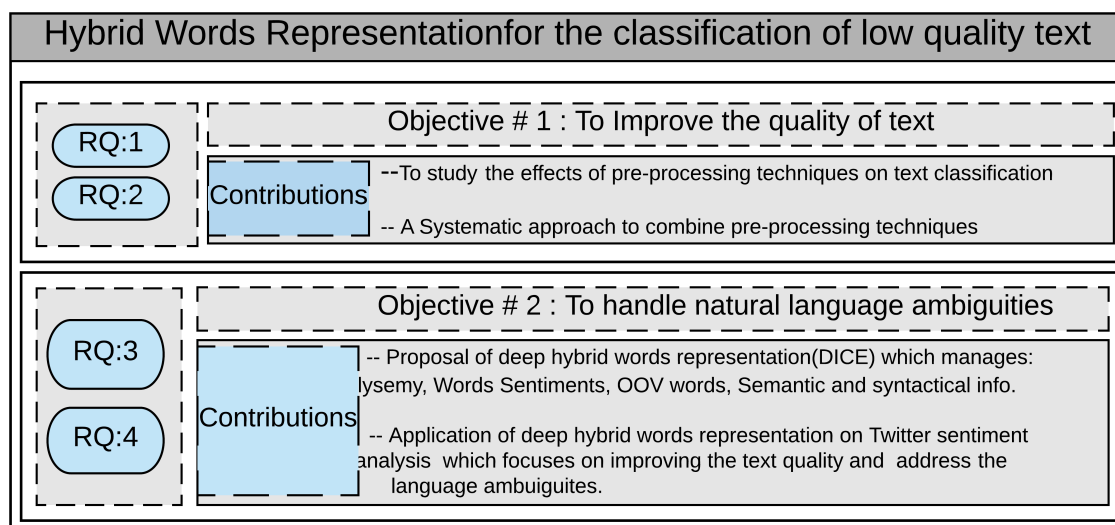 Hybrid Words Representationfor the classification of low quality text
RQ:1
RQ:2
Objective # 1 : To Improve the quality of text
Contributions
--To study the effects of pre-processing techniques on text classification
-- A Systematic approach to combine pre-processing techniques
RQ:3
RQ:4
Objective # 2 : To handle natural language ambiguities
Contributions
-- Proposal of deep hybrid words representation(DICE) which manages:
lysemy, Words Sentiments, OOV words, Semantic and syntactical info.
-- Application of deep hybrid words representation on Twitter sentiment
analysis which focuses on improving the text quality and address the
language ambuiguites.